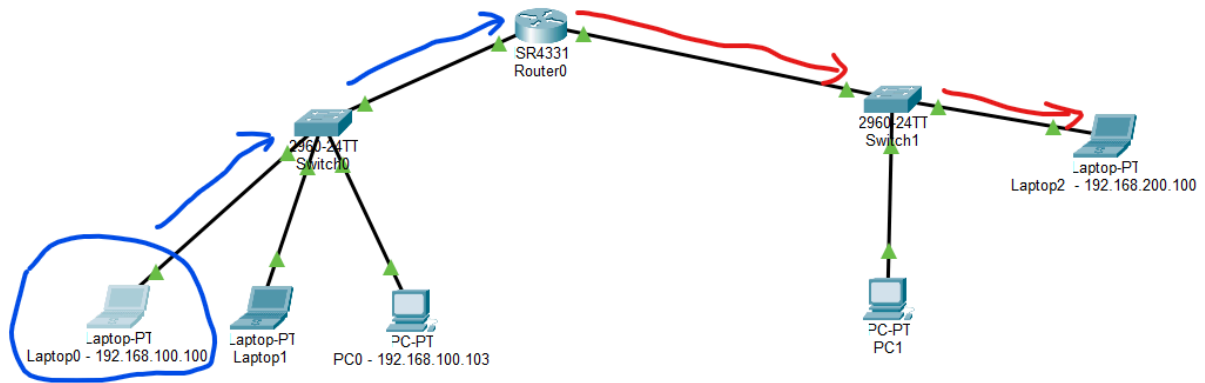 SR4331
Router0
2960-24TT
Switch0
2960-24TT
Switch1
Laptop-PT
Laptop2 - 192.168.200.100
Laptop-PT
Laptop0 - 192.168.100.100
Laptop-PT
Laptop1
PC-PT
PC0 - 192.168.100.103
PC-PT
PC1